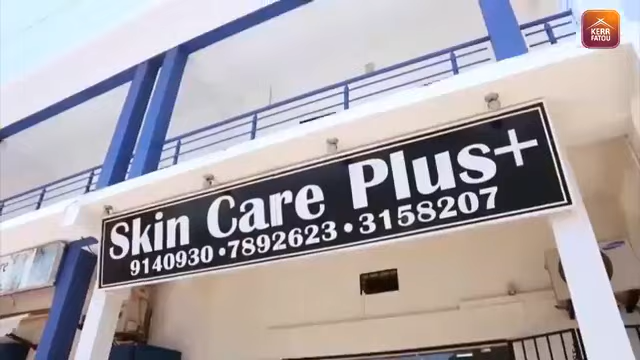 KERR
FATOU
Skin Care Plus+
9140930 • 7892623 • 3158207